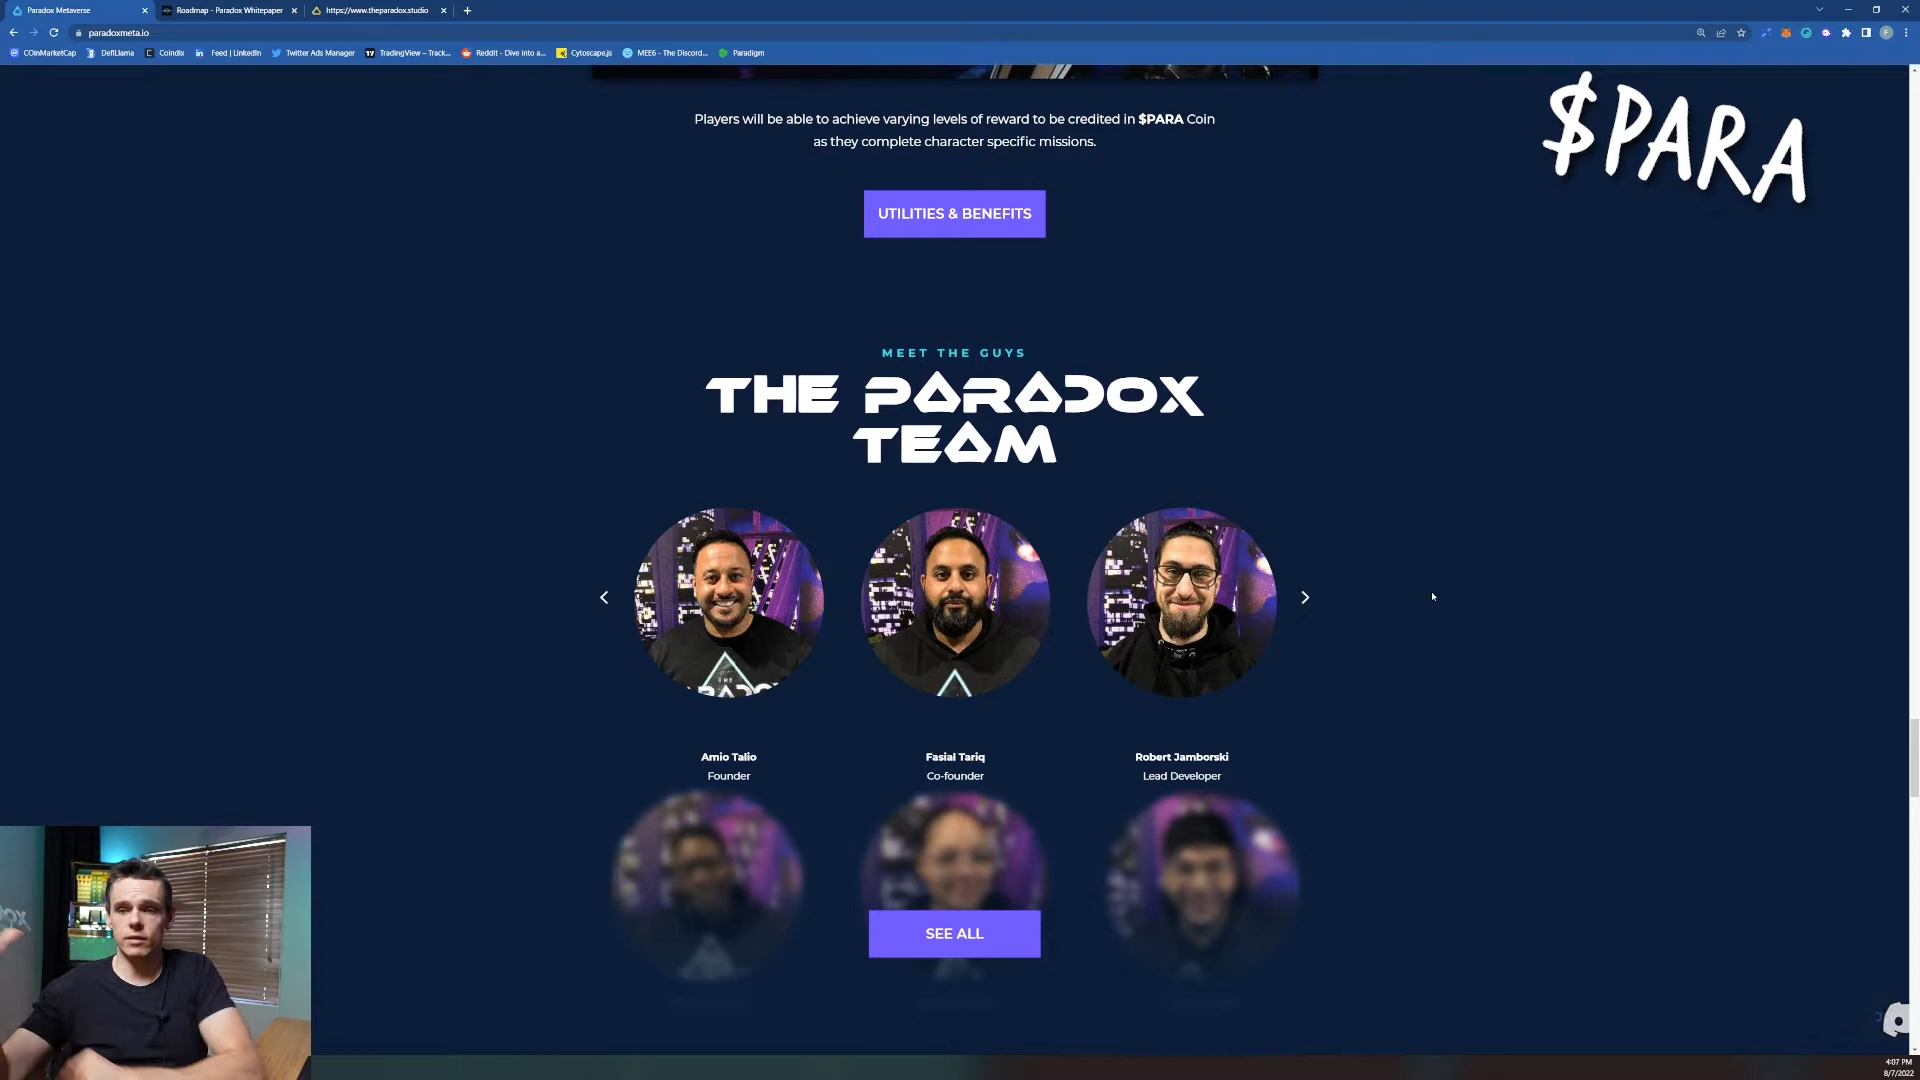 Paradox Metaverse
Roadmap - Paradox Whitepaper
https://www.theparadox.studio
paradoxmeta.io
COinMarketCap
DefiLlama
Coindix
Feed | LinkedIn
Twitter Ads Manager
TradingView – Track...
Reddit - Dive into a...
Cytoscape.js
MEE6 - The Discord...
Paradigm
$PARA
Players will be able to achieve varying levels of reward to be credited in $PARA Coin
as they complete character specific missions.
UTILITIES & BENEFITS
MEET THE GUYS
THE PARADOX
TEAM
Amio Talio
Founder
Fasial Tariq
Co-founder
Robert Jamborski
Lead Developer
SEE ALL
4:07 PM
8/7/2022